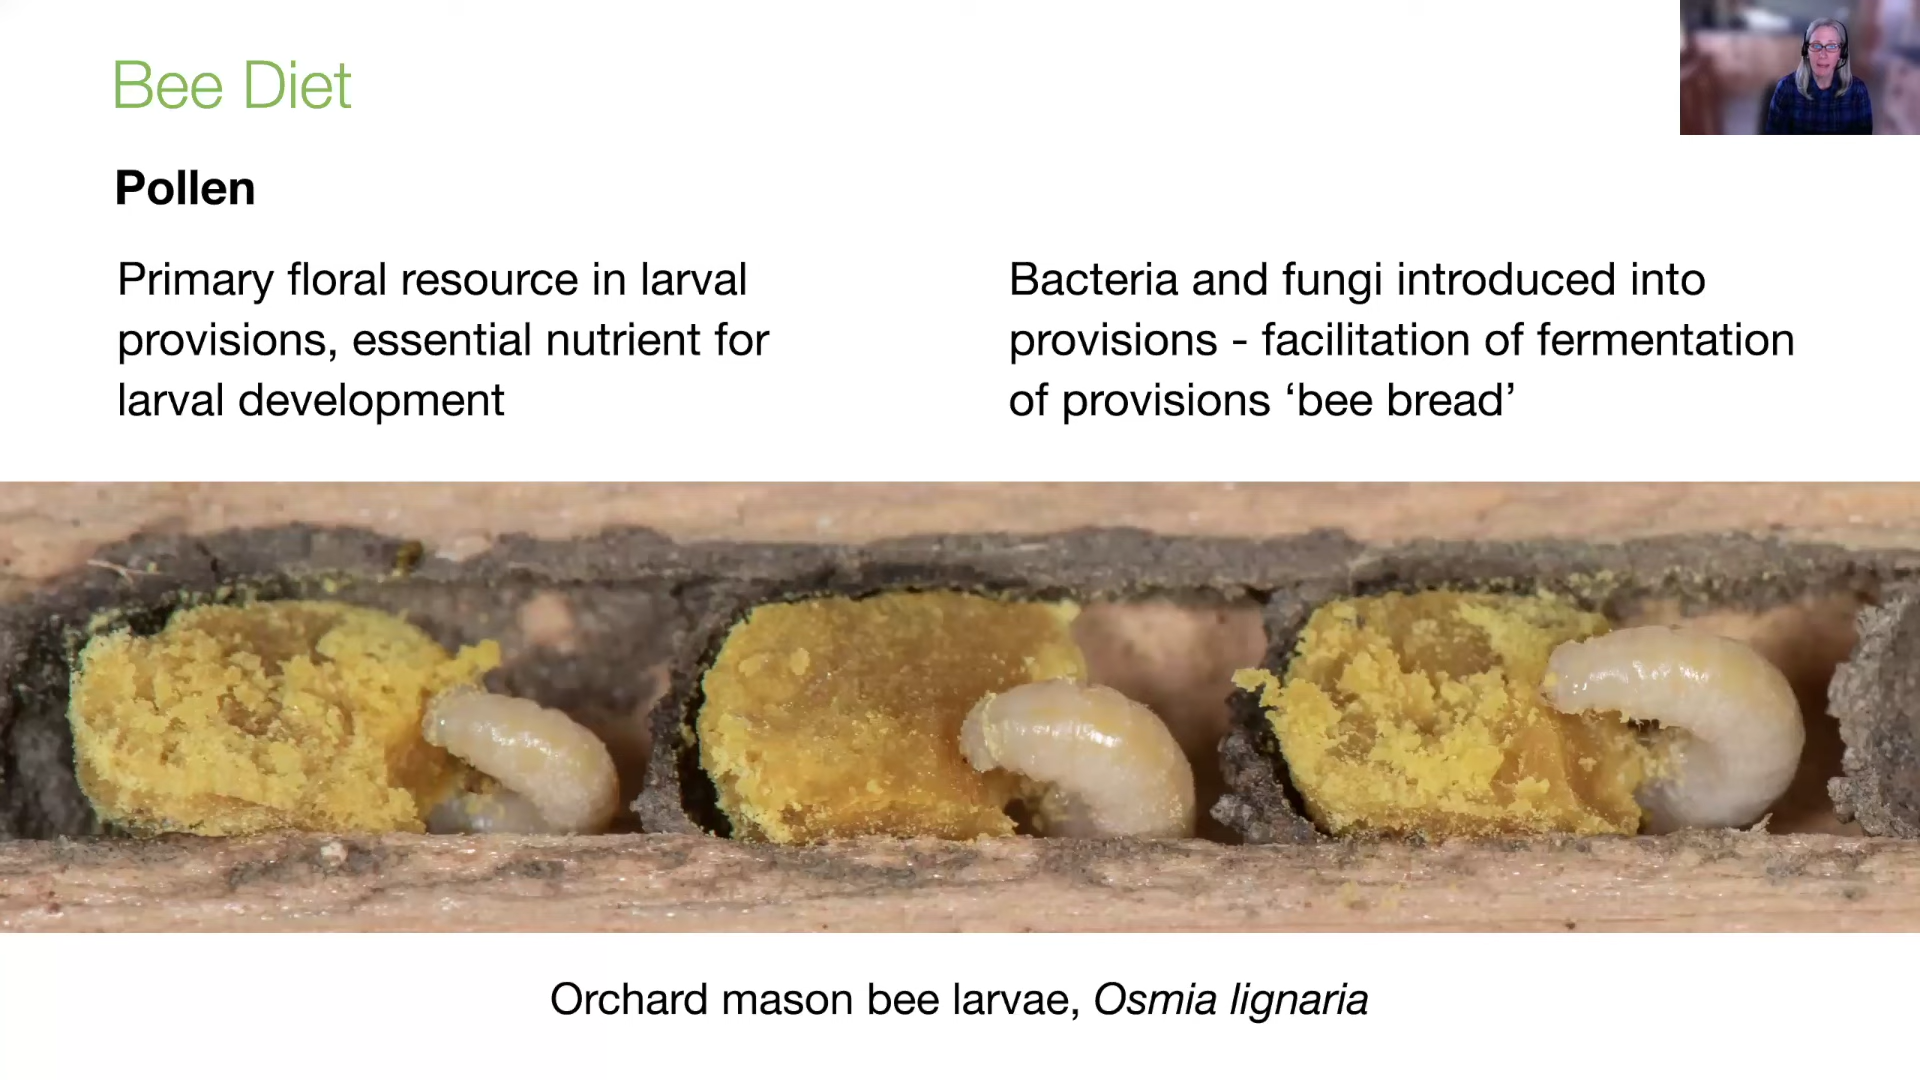 Bee Diet
Pollen
Primary floral resource in larval
provisions, essential nutrient for
larval development
Bacteria and fungi introduced into
provisions - facilitation of fermentation
of provisions ‘bee bread’
Orchard mason bee larvae, Osmia lignaria